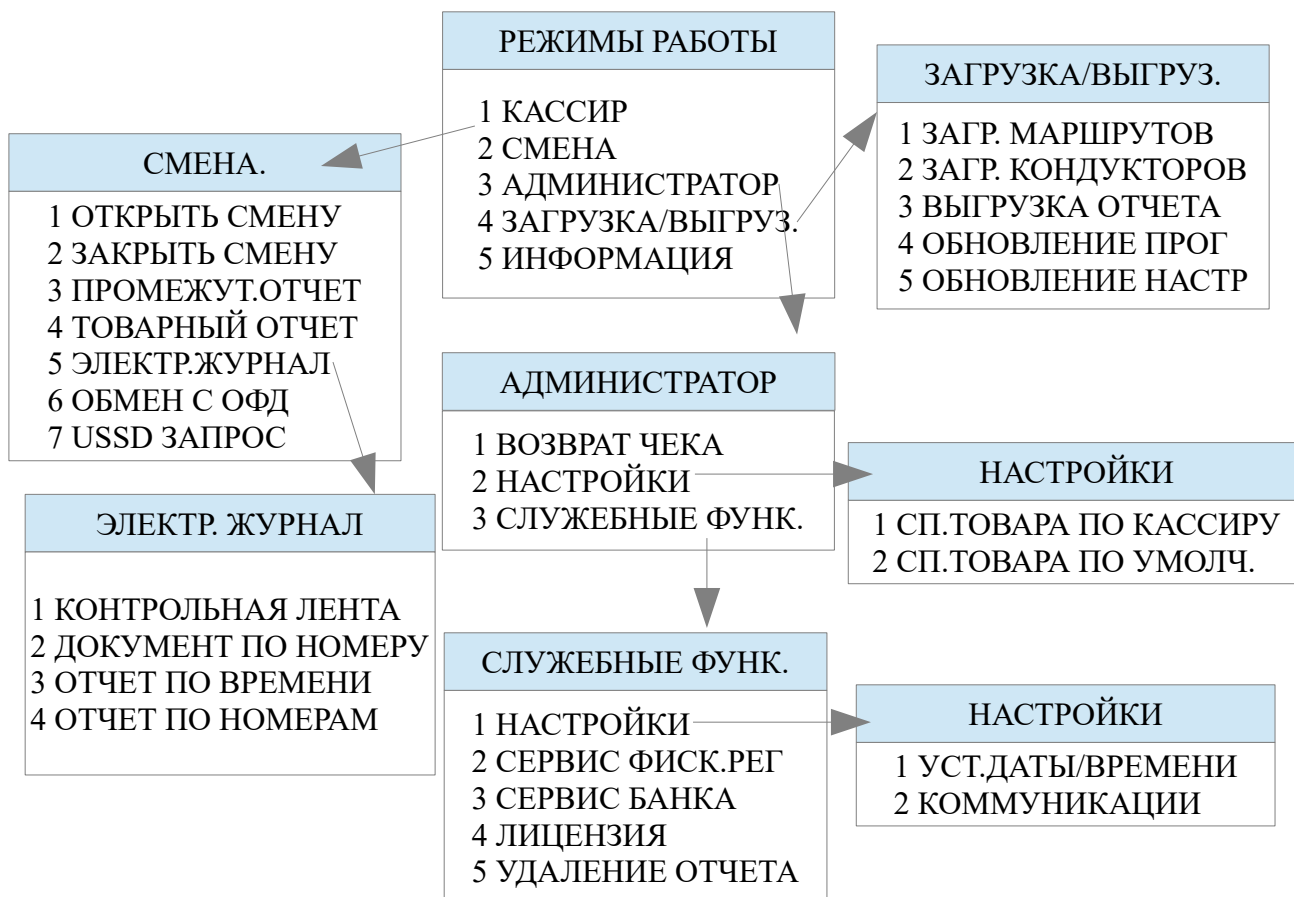 РЕЖИМЫ РАБОТЫ
1 КАССИР
2 СМЕНА
3 АДМИНИСТРАТОР
4 ЗАГРУЗКА/ВЫГРУЗ.
5 ИНФОРМАЦИЯ
ЗАГРУЗКА/ВЫГРУЗ.
1 ЗАГР. МАРШРУТОВ
2 ЗАГР. КОНДУКТОРОВ
3 ВЫГРУЗКА ОТЧЕТА
4 ОБНОВЛЕНИЕ ПРОГ
5 ОБНОВЛЕНИЕ НАСТР
СМЕНА.
1 ОТКРЫТЬ СМЕНУ
2 ЗАКРЫТЬ СМЕНУ
3 ПРОМЕЖУТ.ОТЧЕТ
4 ТОВАРНЫЙ ОТЧЕТ
5 ЭЛЕКТР.ЖУРНАЛ
6 ОБМЕН С ОФД
7 USSD ЗАПРОС
АДМИНИСТРАТОР
1 ВОЗВРАТ ЧЕКА
2 НАСТРОЙКИ
3 СЛУЖЕБНЫЕ ФУНК.
НАСТРОЙКИ
1 СП.ТОВАРА ПО КАССИРУ
2 СП.ТОВАРА ПО УМОЛЧ.
ЭЛЕКТР. ЖУРНАЛ
1 КОНТРОЛЬНАЯ ЛЕНТА
2 ДОКУМЕНТ ПО НОМЕРУ
3 ОТЧЕТ ПО ВРЕМЕНИ
4 ОТЧЕТ ПО НОМЕРАМ
СЛУЖЕБНЫЕ ФУНК.
1 НАСТРОЙКИ
2 СЕРВИС ФИСК.РЕГ
3 СЕРВИС БАНКА
4 ЛИЦЕНЗИЯ
5 УДАЛЕНИЕ ОТЧЕТА
НАСТРОЙКИ
1 УСТ.ДАТЫ/ВРЕМЕНИ
2 КОММУНИКАЦИИ